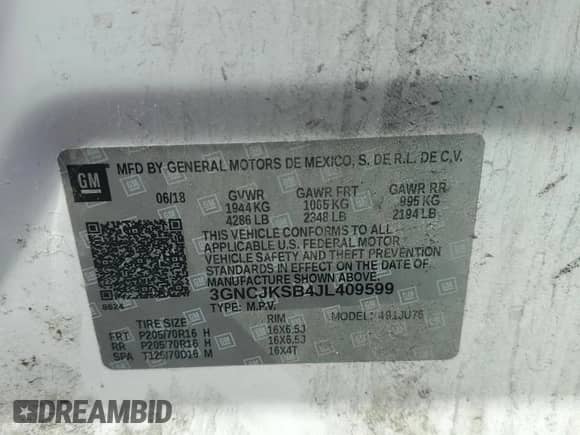 GM
MFD BY GENERAL MOTORS DE MEXICO, S. DE R.L. DE C.V.
06/18 GVWR GAWR FRT GAWR RR
1944 KG 1065 KG 995 KG
4286 LB 2348 LB 2194 LB
THIS VEHICLE CONFORMS TO ALL
APPLICABLE U.S. FEDERAL MOTOR
VEHICLE SAFETY AND THEFT PREVENTION
STANDARDS IN EFFECT ON THE DATE OF
MANUFACTURE SHOWN ABOVE.
3GNCJKSB4JL409599
TYPE: M.P.V. MODEL: 491JU76
TIRE SIZE RIM
FRT P205/70R16 H 16X6.5J
RR P205/70R16 H 16X6.5J
SPA T125/70D16 M 16X4T
DREAMBID